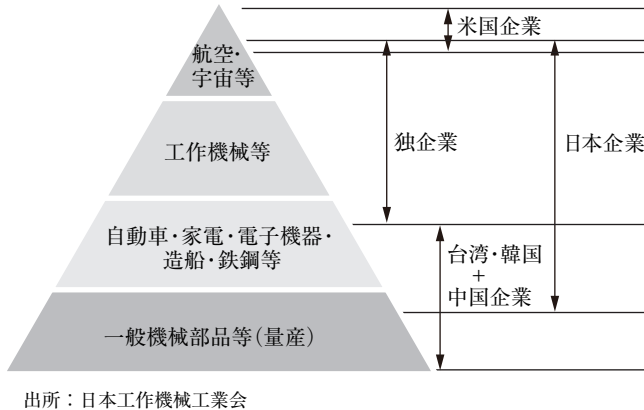 航空・
宇宙等
工作機械等
自動車・家電・電子機器・
造船・鉄鋼等
一般機械部品等(量産)
米国企業
独企業
日本企業
台湾・韓国
+
中国企業
出所：日本工作機械工業会